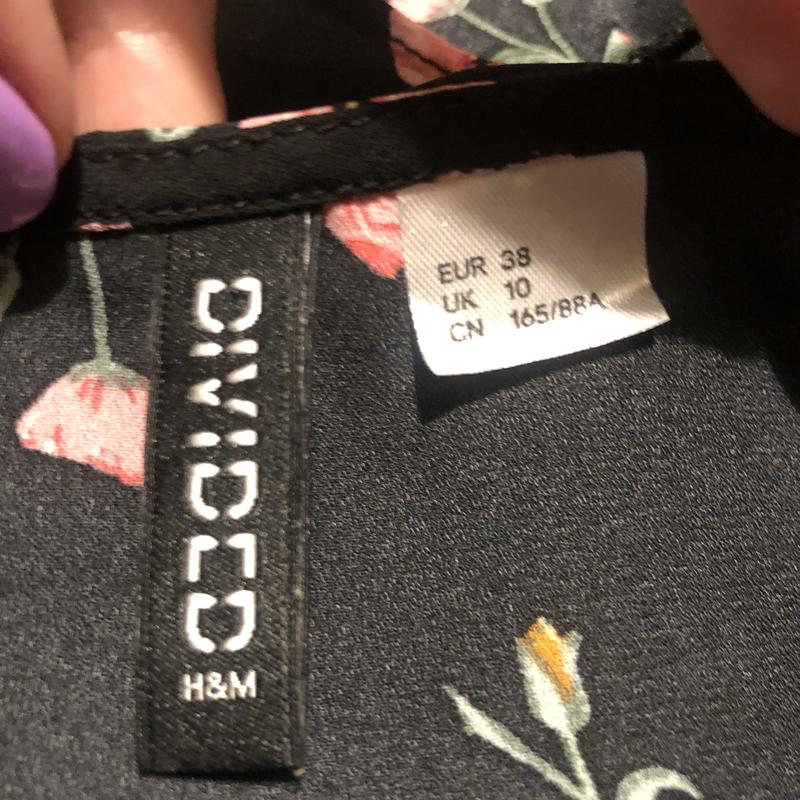 DIVIDED
H&M
EUR 38
UK 10
CN 165/88A